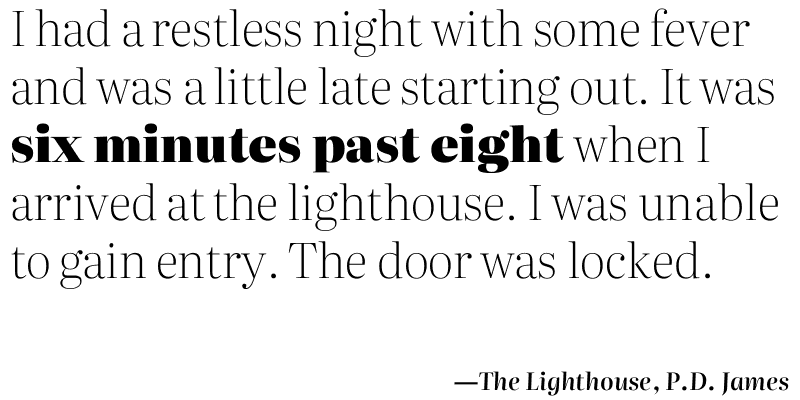 I had a restless night with some fever
and was a little late starting out. It was
six minutes past eight when I
arrived at the lighthouse. I was unable
to gain entry. The door was locked.
—The Lighthouse, P.D. James